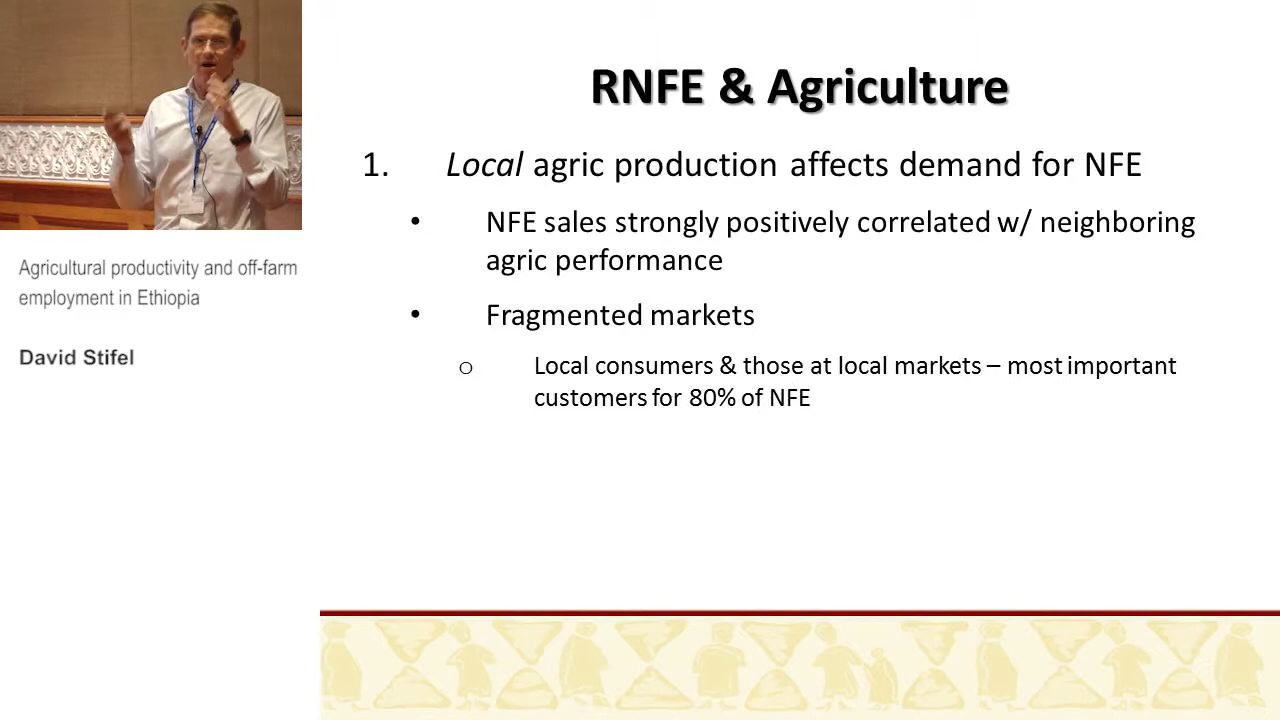 RNFE & Agriculture
1. Local agric production affects demand for NFE
• NFE sales strongly positively correlated w/ neighboring
agric performance
• Fragmented markets
o Local consumers & those at local markets – most important
customers for 80% of NFE
Agricultural productivity and off-farm
employment in Ethiopia
David Stifel